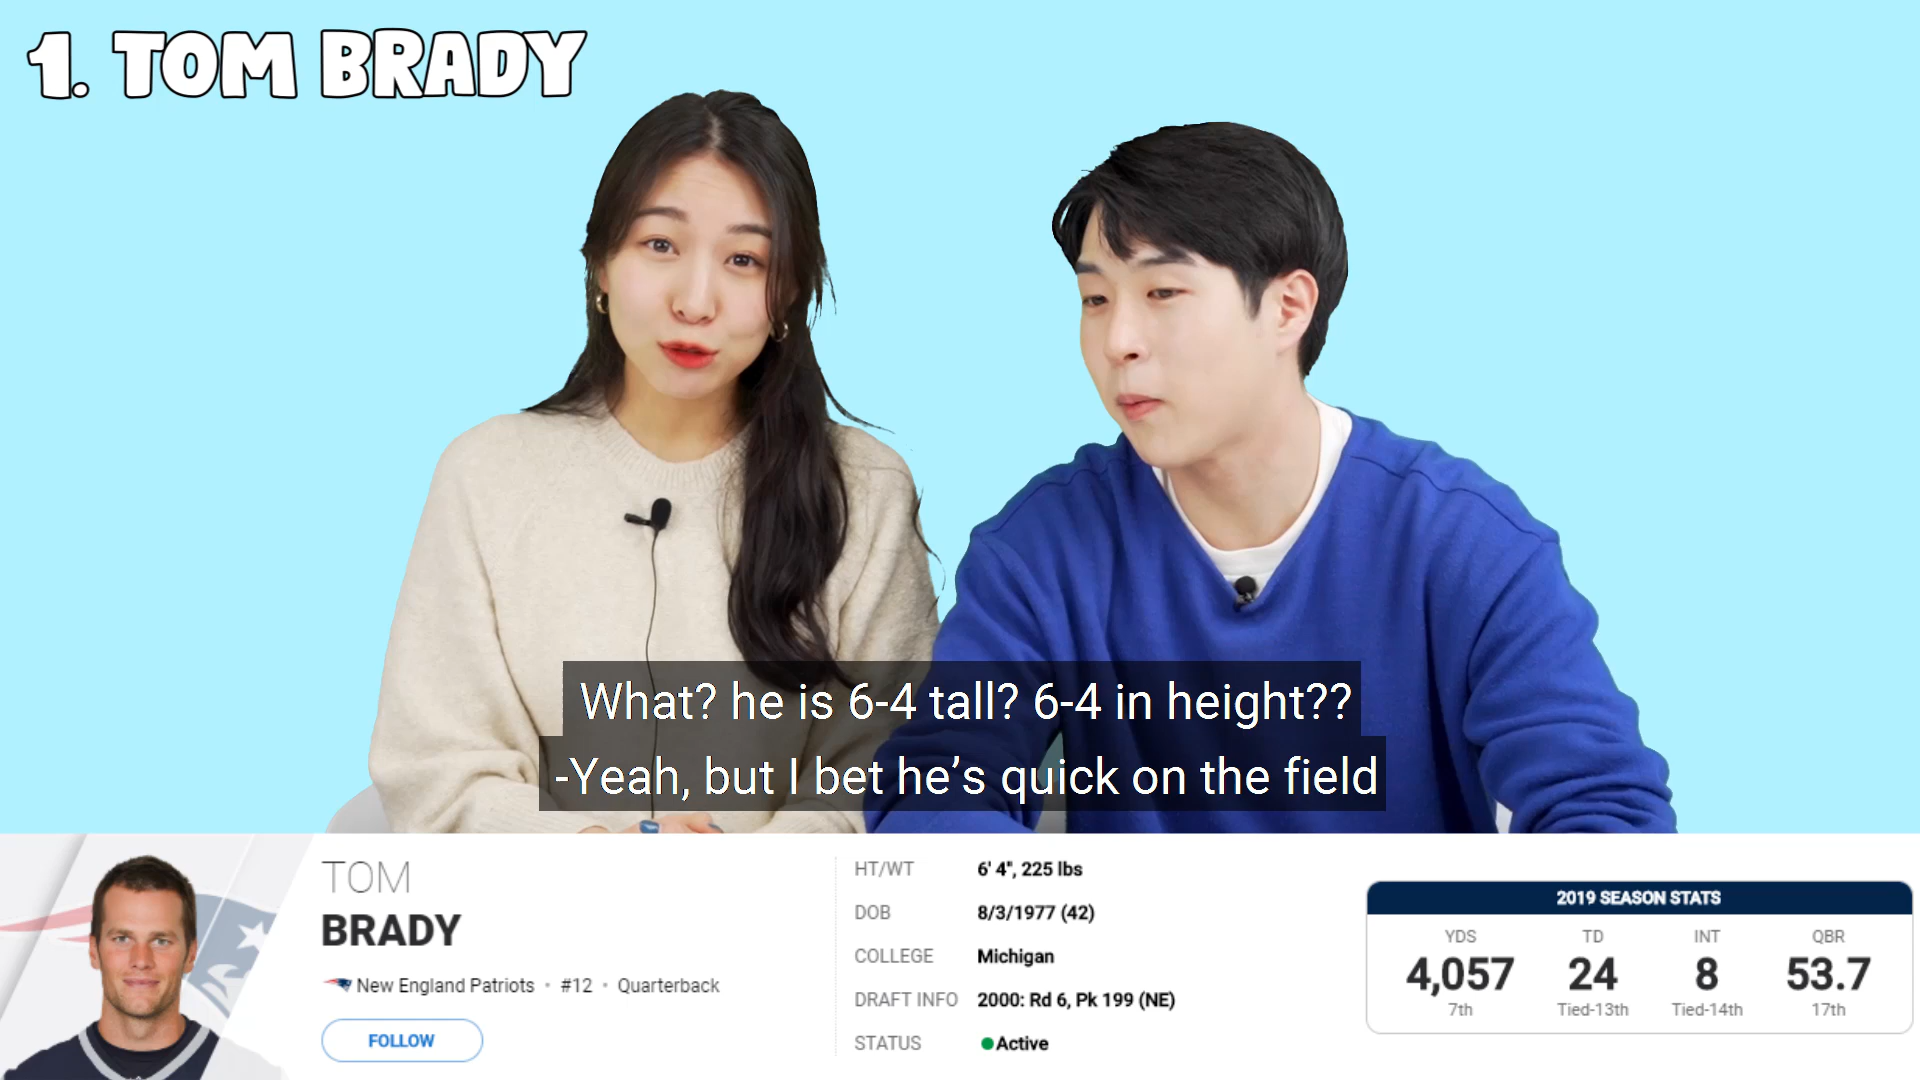 1. TOM BRADY
What? he is 6-4 tall? 6-4 in height??
-Yeah, but I bet he's quick on the field
TOM
BRADY
New England Patriots • #12 • Quarterback
FOLLOW
HT/WT 6' 4", 225 lbs
DOB 8/3/1977 (42)
COLLEGE Michigan
DRAFT INFO 2000: Rd 6, Pk 199 (NE)
STATUS Active
2019 SEASON STATS
YDS TD INT QBR
4,057 24 8 53.7
7th Tied-13th Tied-14th 17th